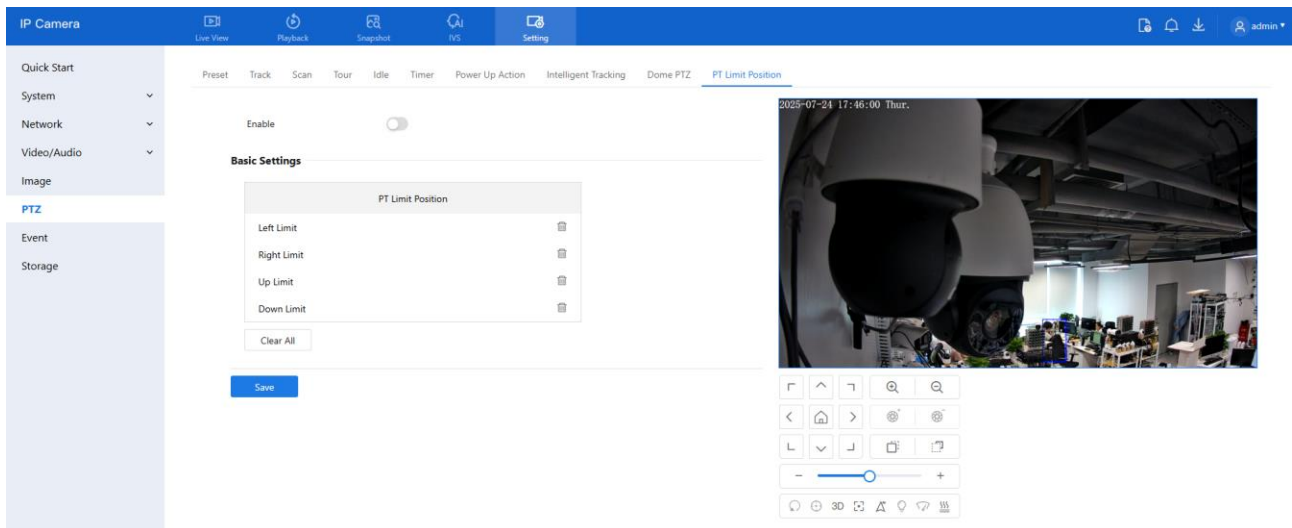 IP Camera
Live View
Playback
Snapshot
AI
IVS
Setting
admin
Quick Start
System
Network
Video/Audio
Image
PTZ
Event
Storage
Preset Track Scan Tour Idle Timer Power Up Action Intelligent Tracking Dome PTZ PT Limit Position
Enable
Basic Settings
PT Limit Position
Left Limit
Right Limit
Up Limit
Down Limit
Clear All
Save
2025-07-24 17:46:00 Thur.
3D